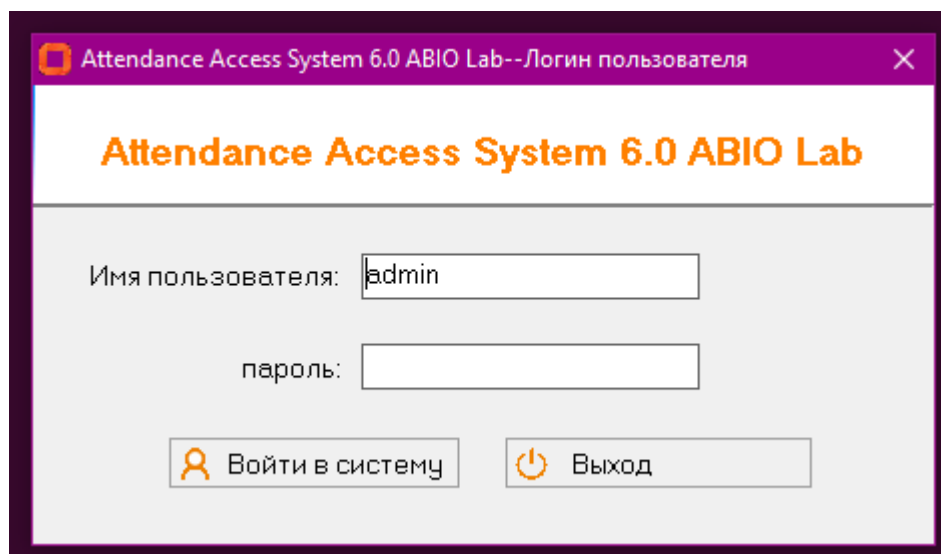 Attendance Access System 6.0 ABIO Lab--Логин пользователя
Attendance Access System 6.0 ABIO Lab
Имя пользователя: admin
пароль:
Войти в систему Выход